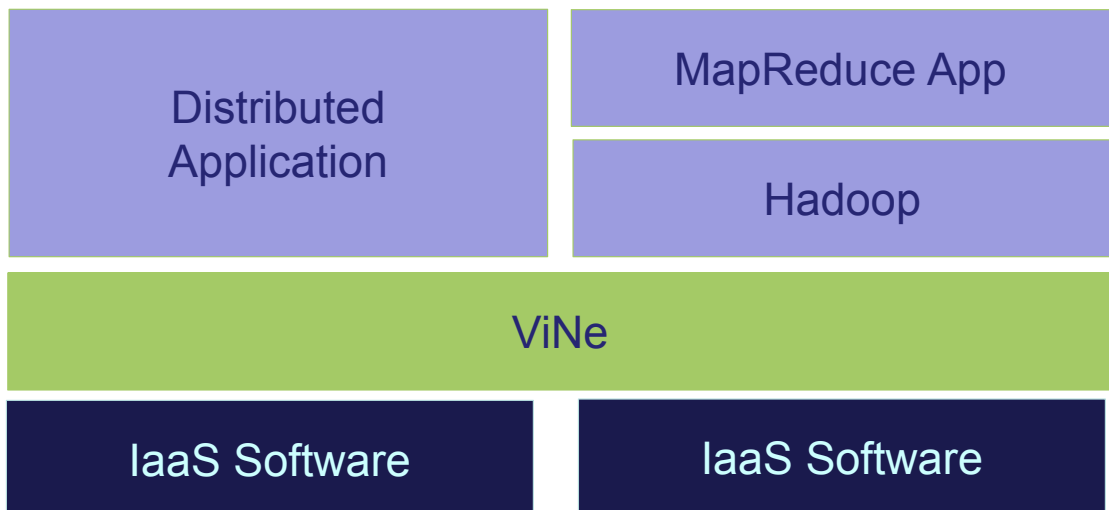 Distributed
Application
MapReduce App
Hadoop
ViNe
IaaS Software
IaaS Software